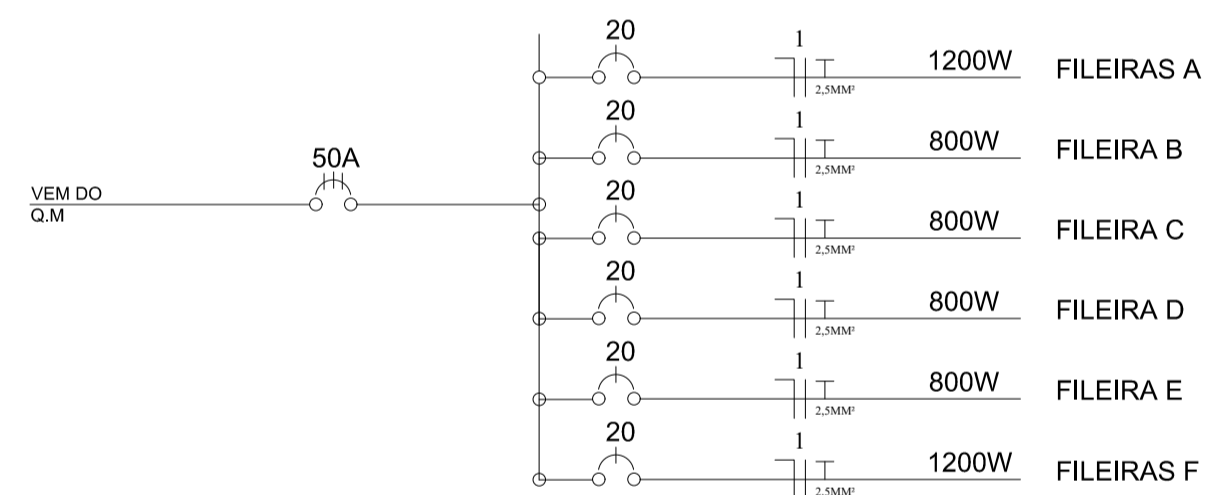 20
1
1200W
FILEIRAS A
2,5MM²
20
1
800W
FILEIRA B
2,5MM²
50A
VEM DO
Q.M
20
1
800W
FILEIRA C
2,5MM²
20
1
800W
FILEIRA D
2,5MM²
20
1
800W
FILEIRA E
2,5MM²
20
1
1200W
FILEIRAS F
2,5MM²